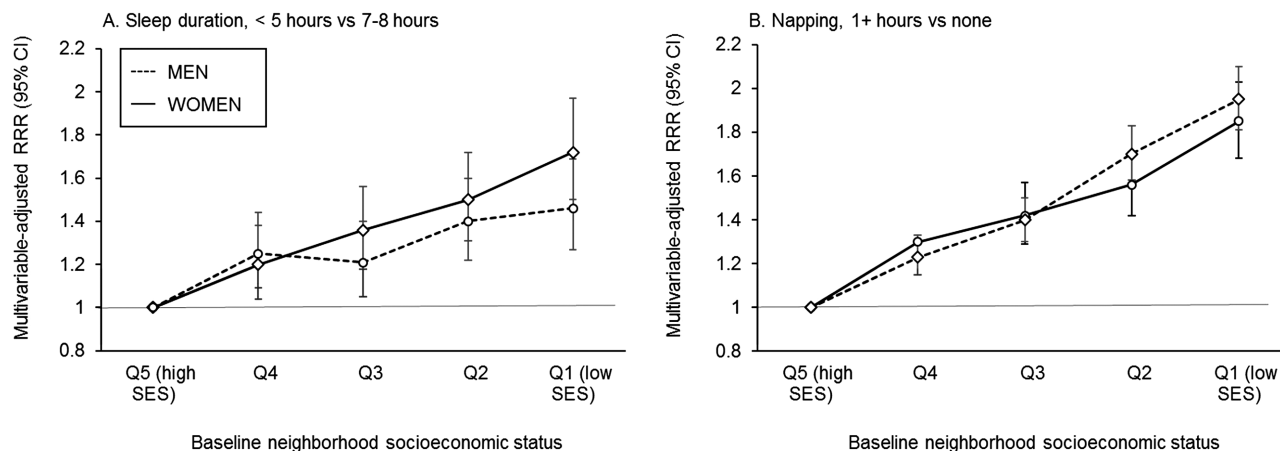 A. Sleep duration, < 5 hours vs 7-8 hours
Multivariable-adjusted RRR (95% CI)
2.2
2
1.8
1.6
1.4
1.2
1
0.8
MEN
WOMEN
Q5 (high SES)
Q4
Q3
Q2
Q1 (low SES)
Baseline neighborhood socioeconomic status
B. Napping, 1+ hours vs none
Multivariable-adjusted RRR (95% CI)
2.2
2
1.8
1.6
1.4
1.2
1
0.8
Q5 (high
SES)
Q4
Q3
Q2
Q1 (low
SES)
Baseline neighborhood socioeconomic status